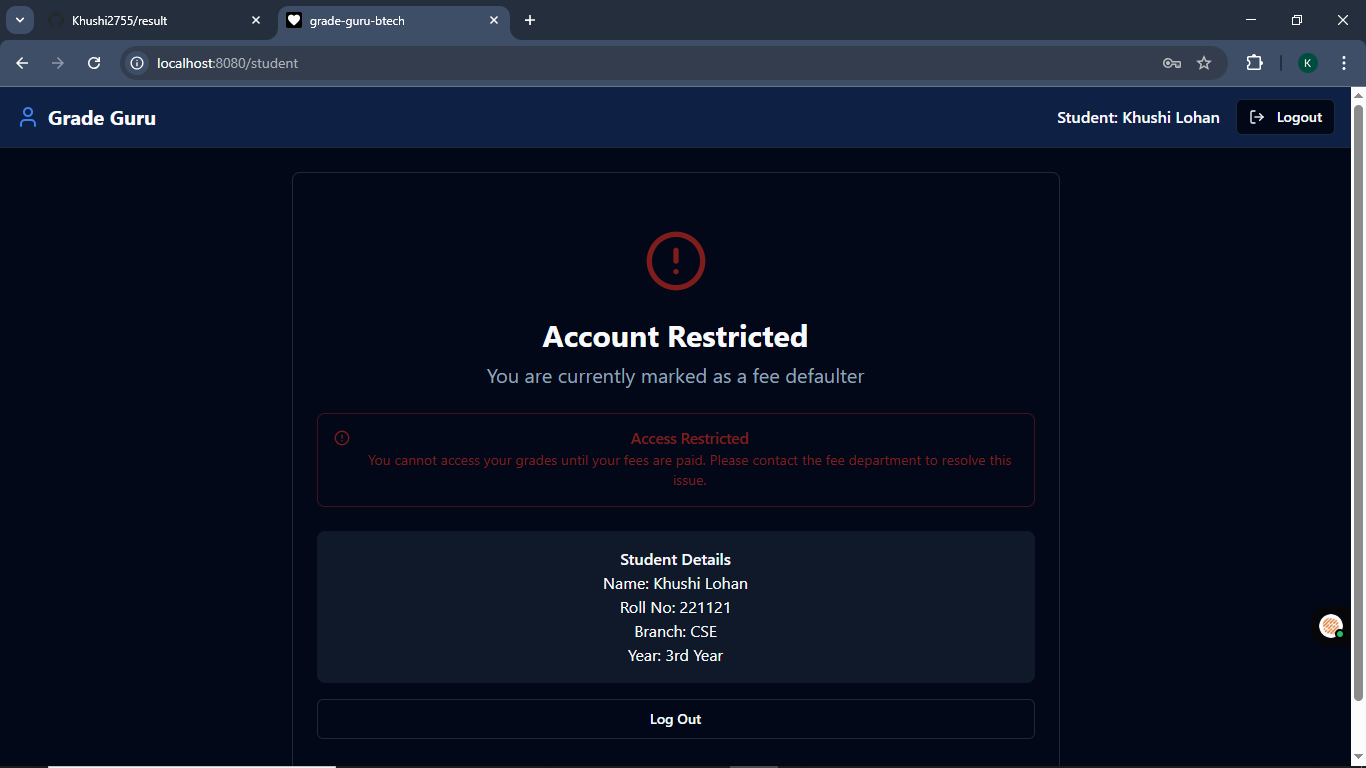 Khushi2755/result
grade-guru-btech
localhost:8080/student
K
Grade Guru
Student: Khushi Lohan
Logout
Account Restricted
You are currently marked as a fee defaulter
Access Restricted
You cannot access your grades until your fees are paid. Please contact the fee department to resolve this
issue.
Student Details
Name: Khushi Lohan
Roll No: 221121
Branch: CSE
Year: 3rd Year
Log Out